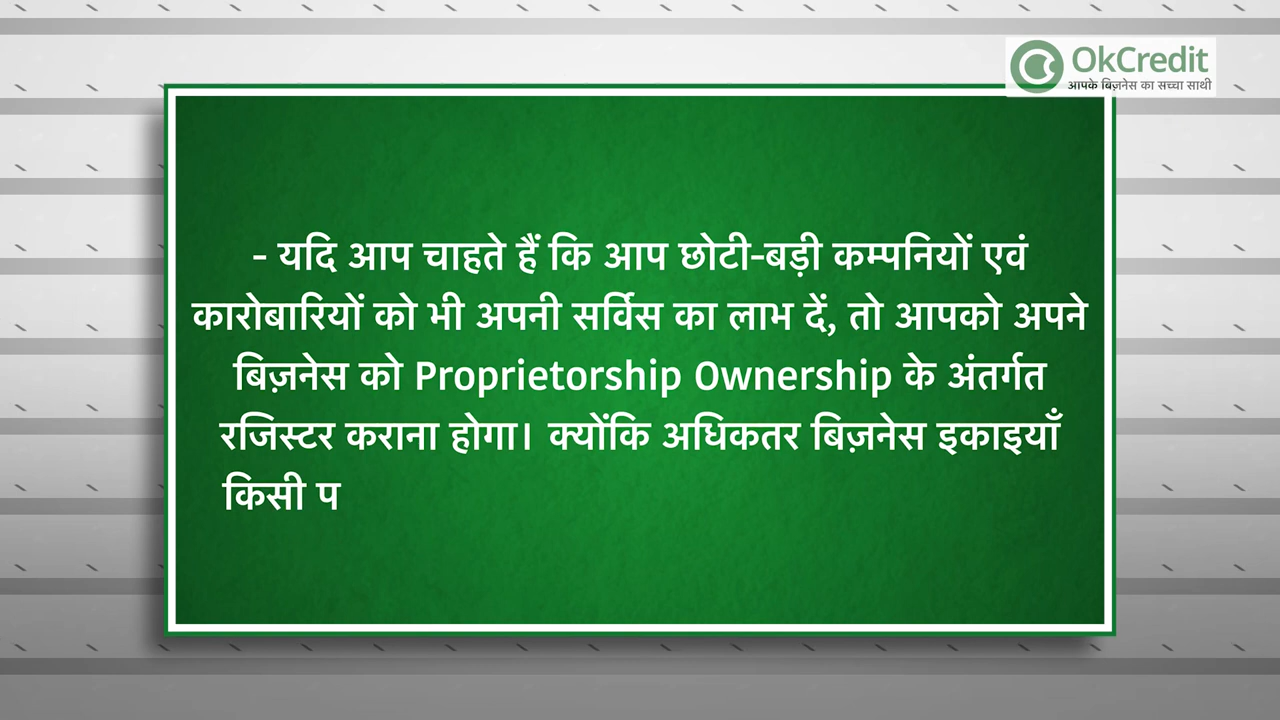 OkCredit
आपके बिज़नेस का सच्चा साथी
- यदि आप चाहते हैं कि आप छोटी-बड़ी कम्पनियों एवं
कारोबारियों को भी अपनी सर्विस का लाभ दें, तो आपको अपने
बिज़नेस को Proprietorship Ownership के अंतर्गत
रजिस्टर कराना होगा। क्योंकि अधिकतर बिज़नेस इकाइयाँ
किसी प